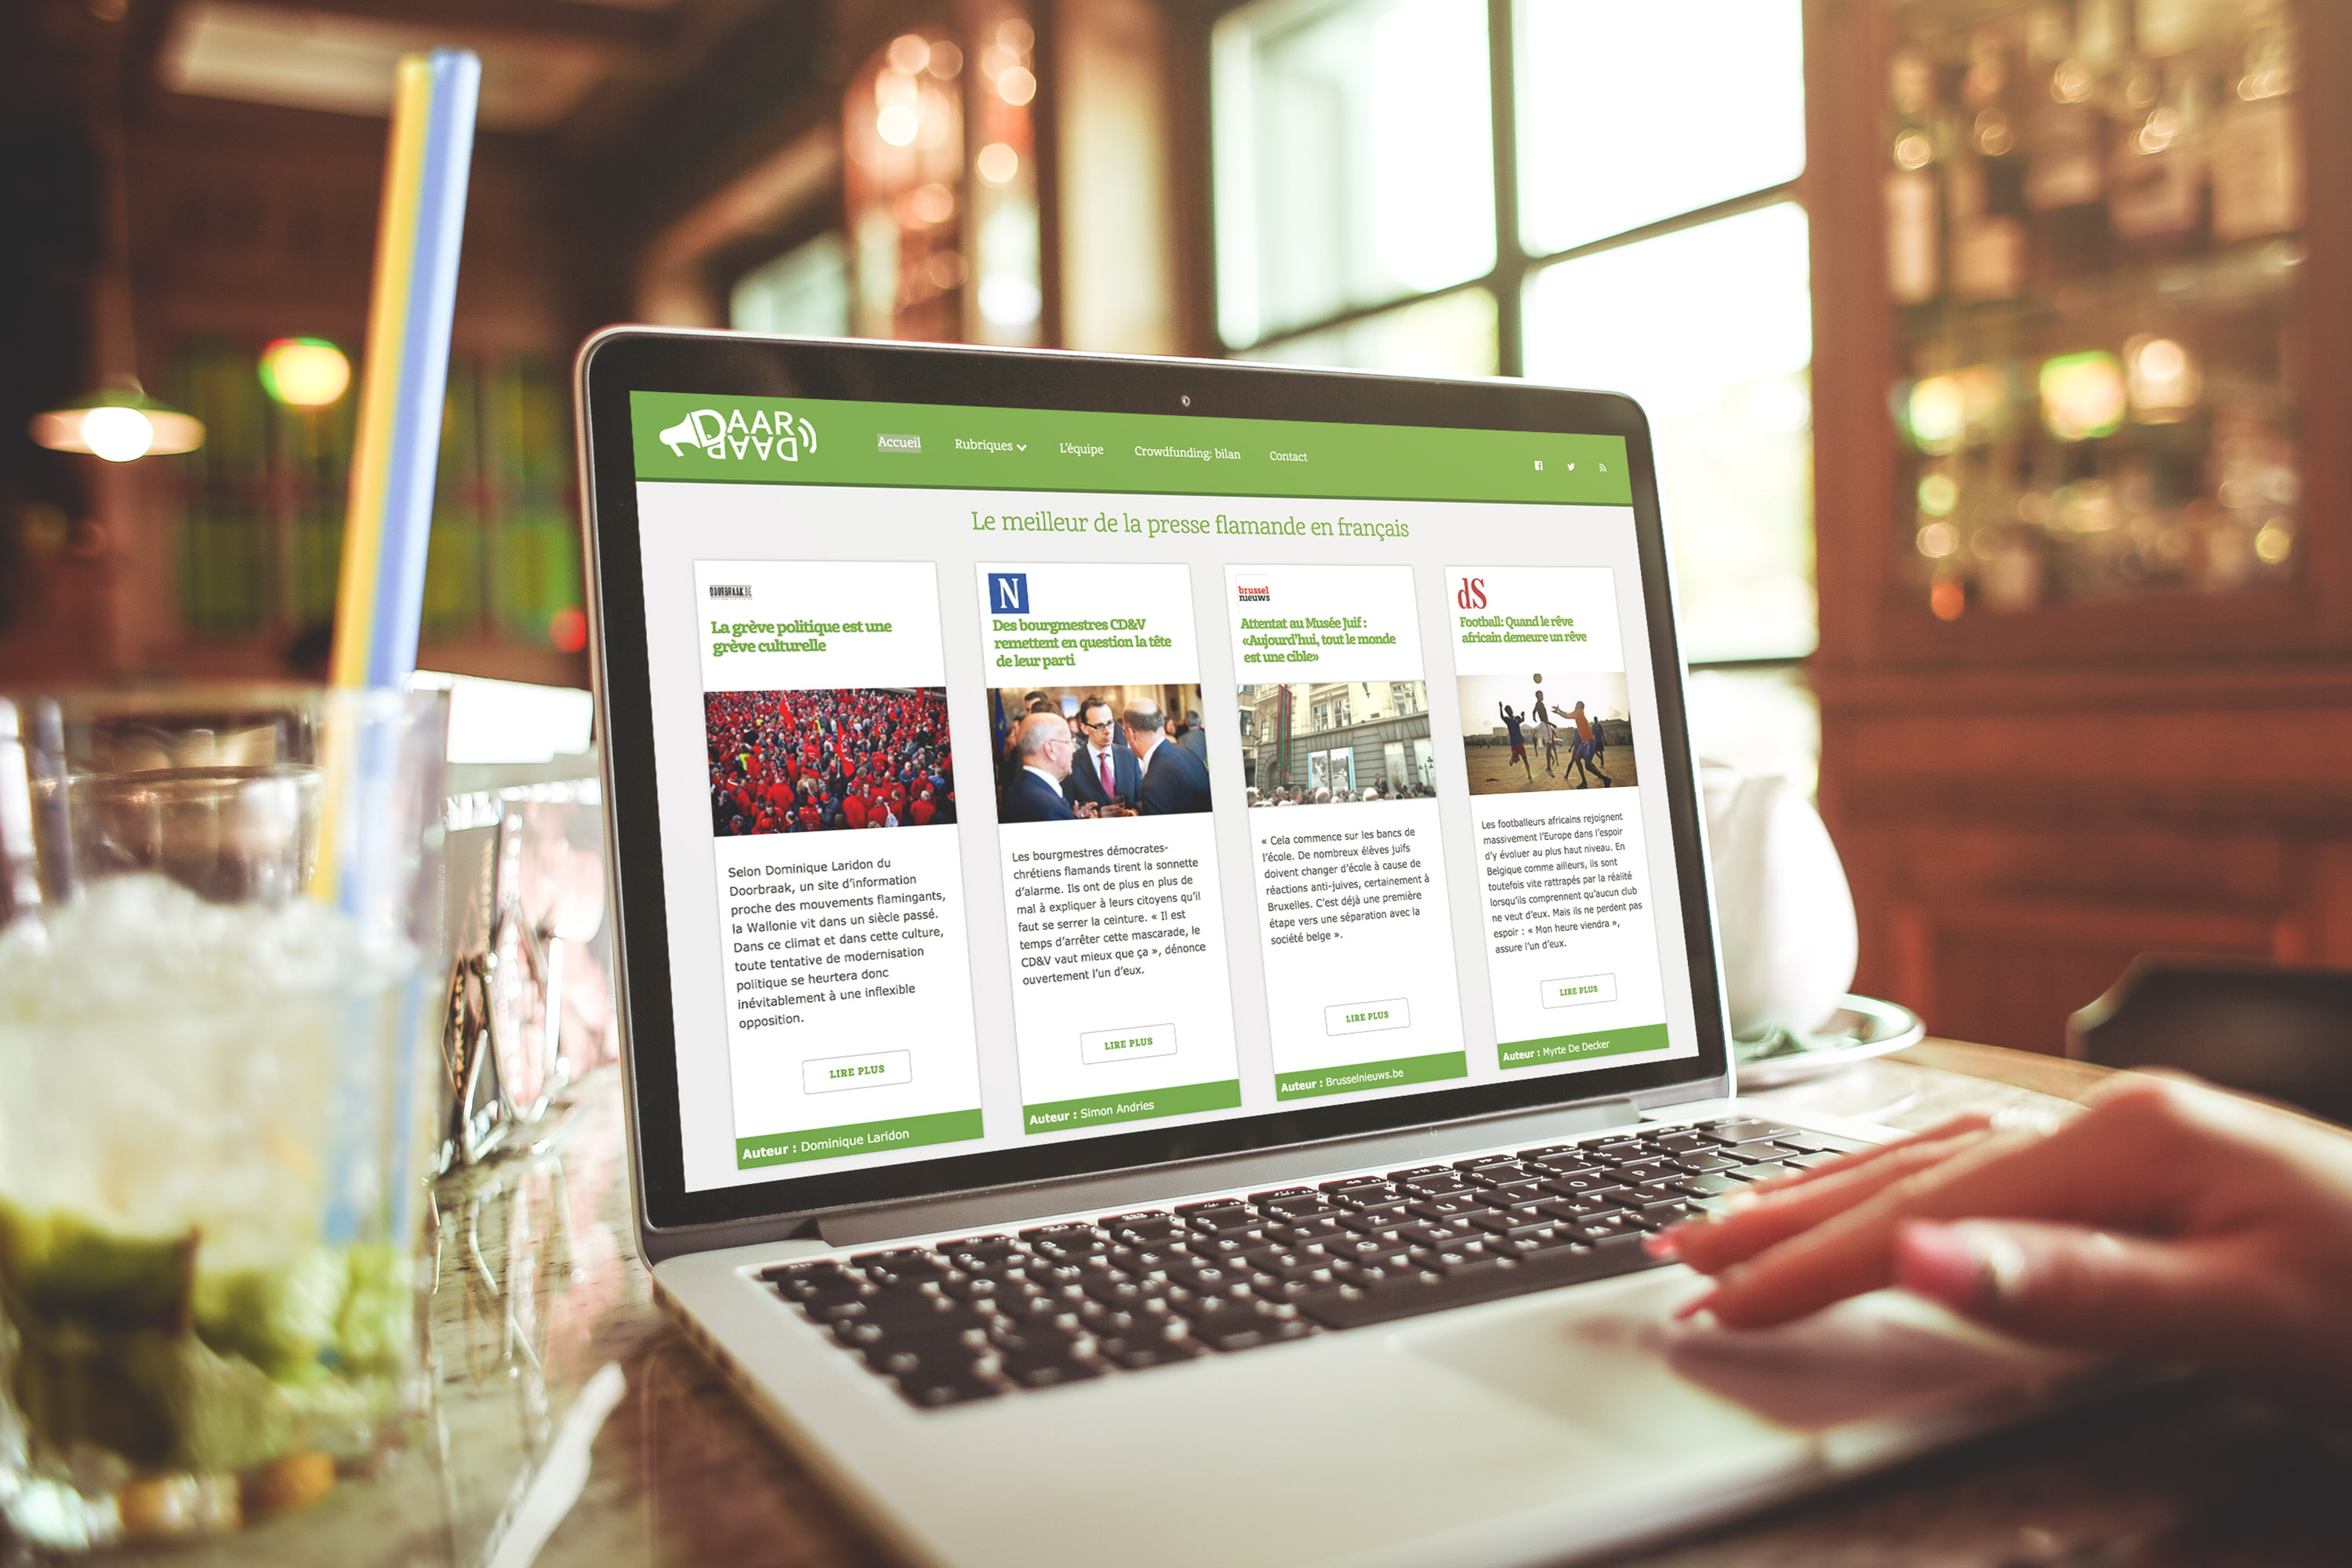 DAAR
DAAR
Accueil
Rubriques
L'équipe
Crowdfunding: bilan
Contact
Le meilleur de la presse flamande en français
DOORBRAAK.BE
La grève politique est une
grève culturelle
Selon Dominique Laridon du
Doorbraak, un site d'information
proche des mouvements flamingants,
la Wallonie vit dans un siècle passé.
Dans ce climat et dans cette culture,
toute tentative de modernisation
politique se heurtera donc
inévitablement à une inflexible
opposition.
LIRE PLUS
Auteur : Dominique Laridon
N
Des bourgmestres CD&V
remettent en question la tête
de leur parti
Les bourgmestres démocrates-
chrétiens flamands tirent la sonnette
d'alarme. Ils ont de plus en plus de
mal à expliquer à leurs citoyens qu'il
faut se serrer la ceinture. « Il est
temps d'arrêter cette mascarade, le
CD&V vaut mieux que ça », dénonce
ouvertement l'un d'eux.
LIRE PLUS
Auteur : Simon Andries
brussel
nieuws
Attentat au Musée Juif :
«Aujourd'hui, tout le monde
est une cible»
« Cela commence sur les bancs de
l'école. De nombreux élèves juifs
doivent changer d'école à cause de
réactions anti-juives, certainement à
Bruxelles. C'est déjà une première
étape vers une séparation avec la
société belge ».
LIRE PLUS
Auteur : Brusselnieuws.be
dS
Football: Quand le rêve
africain demeure un rêve
Les footballeurs africains rejoignent
massivement l'Europe dans l'espoir
d'y évoluer au plus haut niveau. En
Belgique comme ailleurs, ils sont
toutefois vite rattrapés par la réalité
lorsqu'ils comprennent qu'aucun club
ne veut d'eux. Mais ils ne perdent pas
espoir : « Mon heure viendra »,
assure l'un d'eux.
LIRE PLUS
Auteur : Myrte De Decker